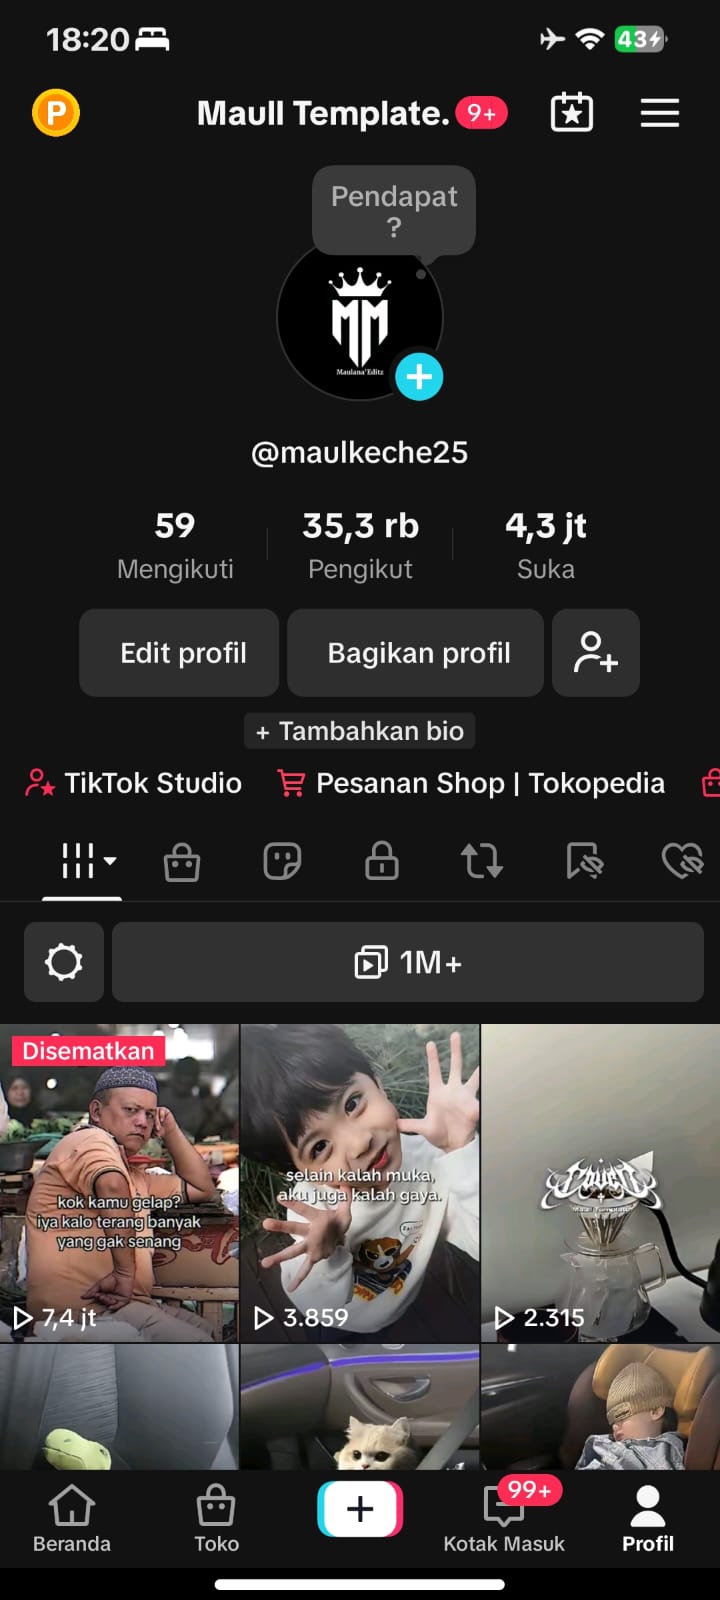 18:20
43
P
Maull Template.
9+
Pendapat
?
MM
Maulana'Editz
@maulkeche25
59
Mengikuti
35,3 rb
Pengikut
4,3 jt
Suka
Edit profil
Bagikan profil
+ Tambahkan bio
TikTok Studio
Pesanan Shop | Tokopedia
1M+
Disematkan
kok kamu gelap?
iya kalo terang banyak
yang gak senang
7,4 jt
selain kalah muka,
aku juga kalah gaya.
3.859
Maull Template
2.315
Beranda
Toko
99+
Kotak Masuk
Profil